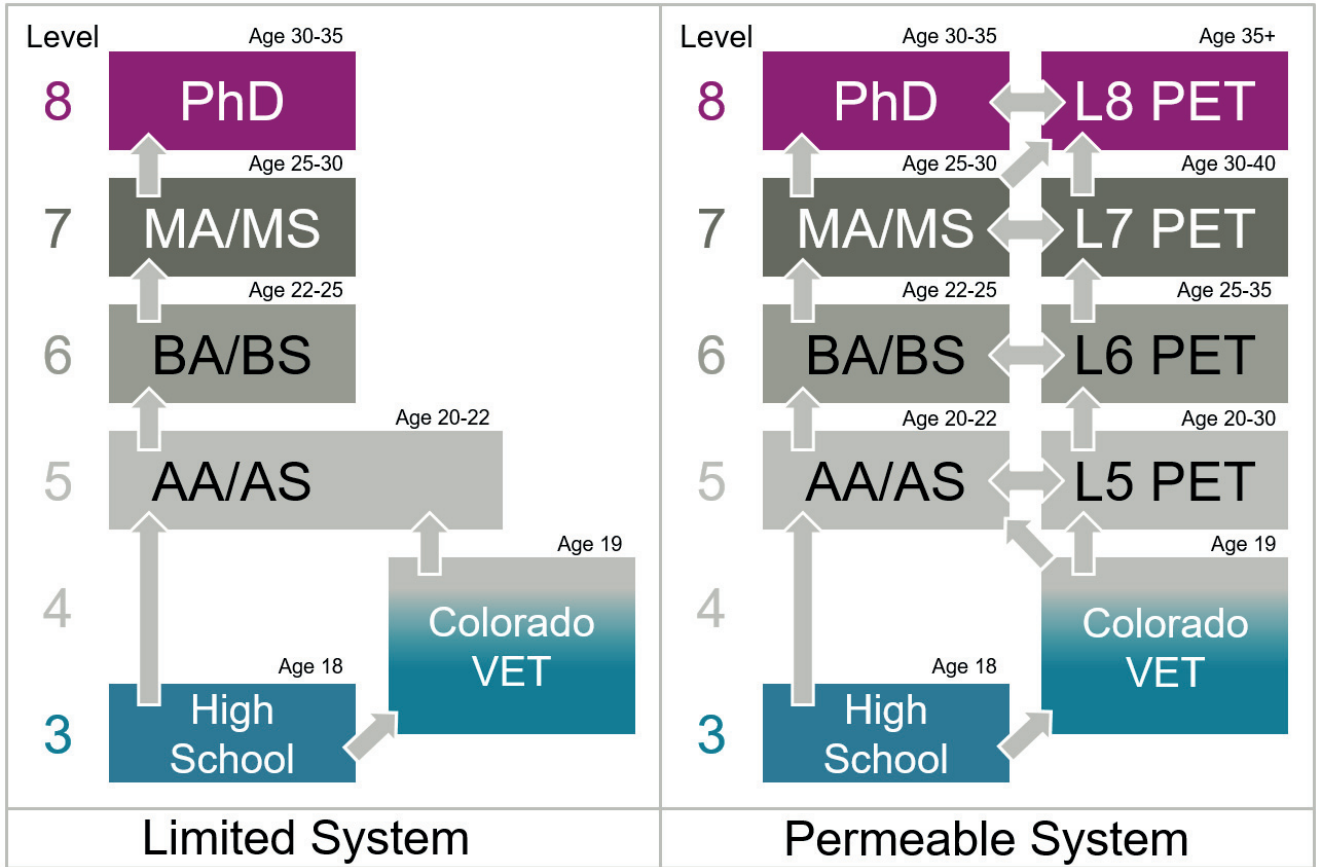 Level
Age 30-35
8
PhD
Age 25-30
7
MA/MS
Age 22-25
6
BA/BS
Age 20-22
5
AA/AS
Age 19
4
Colorado
VET
Age 18
3
High
School
Limited System
Level
Age 30-35
Age 35+
8
PhD
L8 PET
Age 25-30
Age 30-40
7
MA/MS
L7 PET
Age 22-25
Age 25-35
6
BA/BS
L6 PET
Age 20-22
Age 20-30
5
AA/AS
L5 PET
Age 19
4
Colorado
VET
Age 18
3
High
School
Permeable System